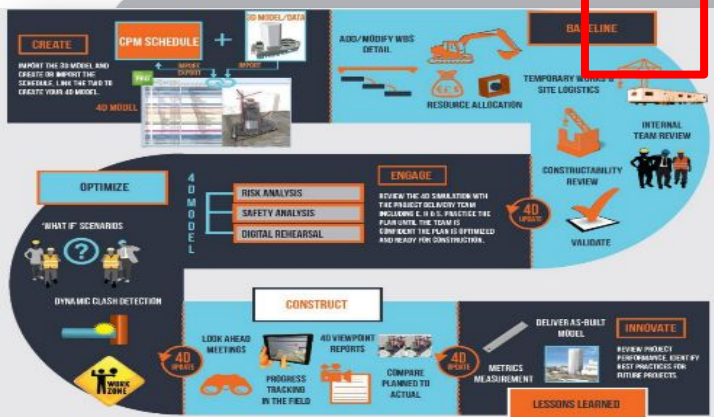 CREATE
IMPORT THE 3D MODEL AND
CREATE OR IMPORT THE
SCHEDULE. LINK THE TWO TO
CREATE YOUR 4D MODEL.
4D MODEL
CPM SCHEDULE
+
3D MODEL/DATA
IMPORT
EXPORT
IMPORT
PRO
ADD/MODIFY WBS
DETAIL
RESOURCE ALLOCATION
BASELINE
TEMPORARY WORKS &
SITE LOGISTICS
INTERNAL
TEAM REVIEW
CONSTRUCTABILITY
REVIEW
VALIDATE
4D
UPDATE
ENGAGE
REVIEW THE 4D SIMULATION WITH
THE PROJECT DELIVERY TEAM
INCLUDING E, H & S. PRACTICE THE
PLAN UNTIL THE TEAM IS
CONFIDENT THE PLAN IS OPTIMIZED
AND READY FOR CONSTRUCTION.
4D MODEL
RISK ANALYSIS
SAFETY ANALYSIS
DIGITAL REHEARSAL
OPTIMIZE
'WHAT IF' SCENARIOS
?
DYNAMIC CLASH DETECTION
WORK
ZONE
4D
UPDATE
CONSTRUCT
LOOK AHEAD
MEETINGS
PROGRESS
TRACKING
IN THE FIELD
4D VIEWPOINT
REPORTS
COMPARE
PLANNED TO
ACTUAL
4D
UPDATE
METRICS
MEASUREMENT
DELIVER AS-BUILT
MODEL
INNOVATE
REVIEW PROJECT
PERFORMANCE, IDENTIFY
BEST PRACTICES FOR
FUTURE PROJECTS.
LESSONS LEARNED